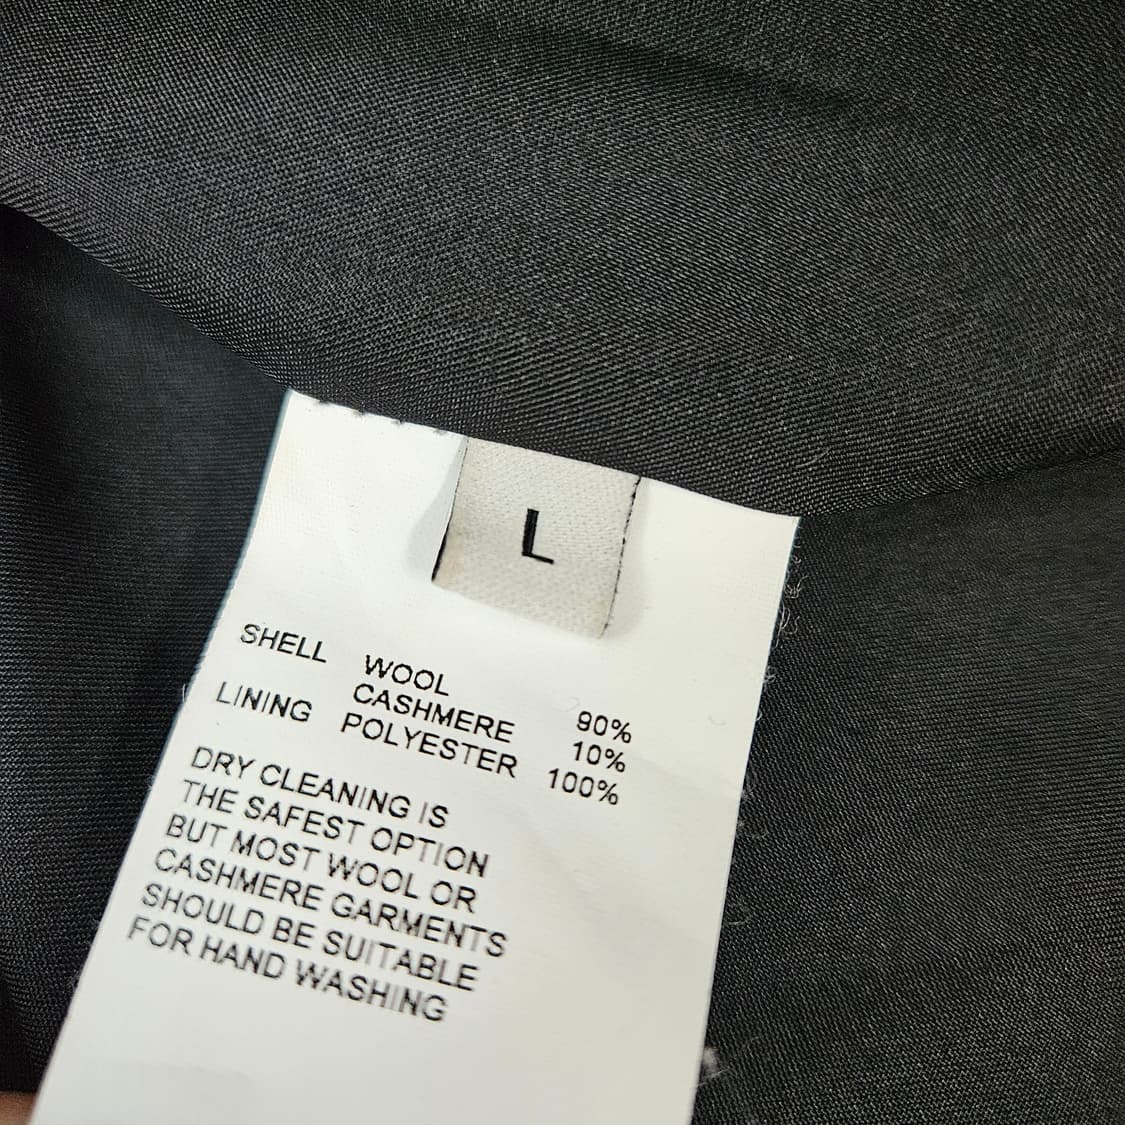 L
SHELL WOOL 90%
CASHMERE 10%
LINING POLYESTER 100%
DRY CLEANING IS
THE SAFEST OPTION
BUT MOST WOOL OR
CASHMERE GARMENTS
SHOULD BE SUITABLE
FOR HAND WASHING